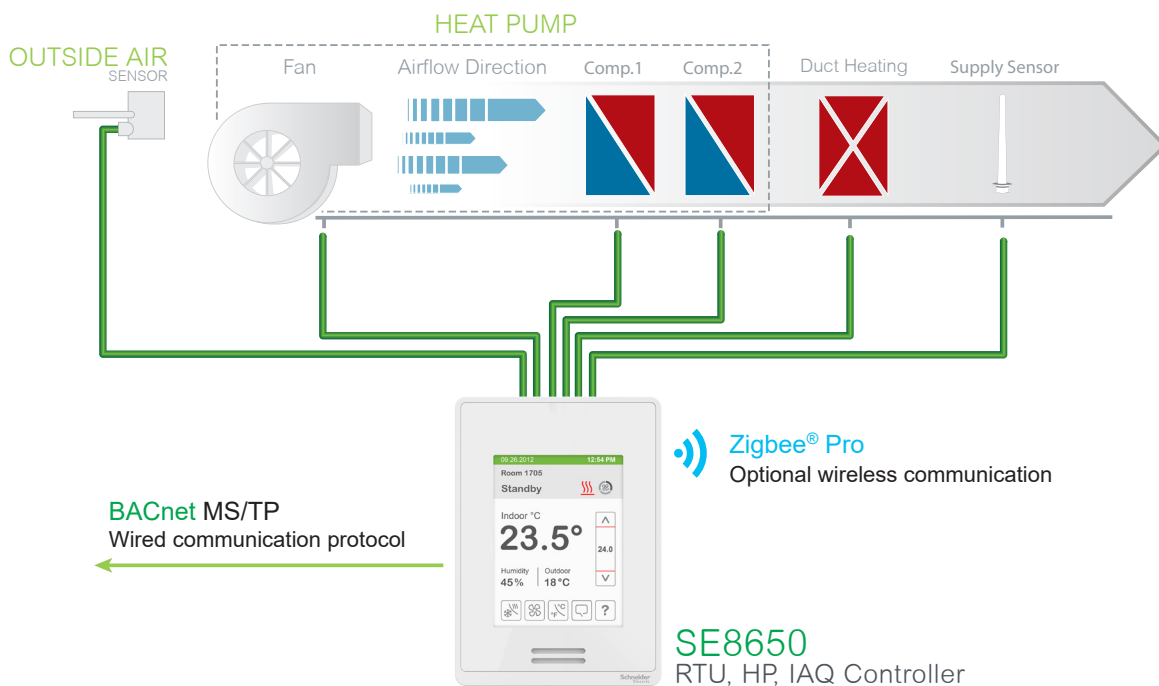 HEAT PUMP
OUTSIDE AIR
SENSOR
Fan
Airflow Direction
Comp.1
Comp.2
Duct Heating
Supply Sensor
09.26.2012 12:54 PM
Room 1705
Standby
Indoor °C
23.5°
24.0
Humidity
45%
Outdoor
18°C
°C
°F
?
Schneider
Electric
Zigbee® Pro
Optional wireless communication
BACnet MS/TP
Wired communication protocol
SE8650
RTU, HP, IAQ Controller